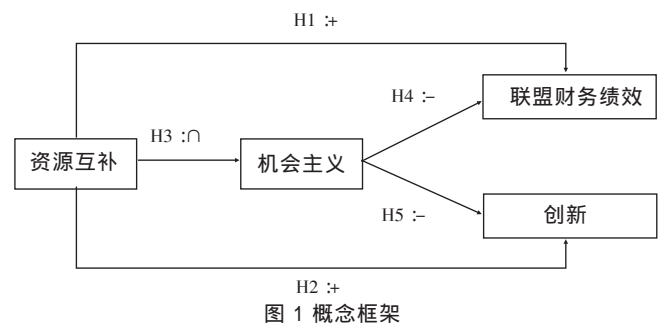 H1 :+
H4 :-
联盟财务绩效
H3 :∩
资源互补
机会主义
H5 :-
创新
H2 :+
图 1 概念框架